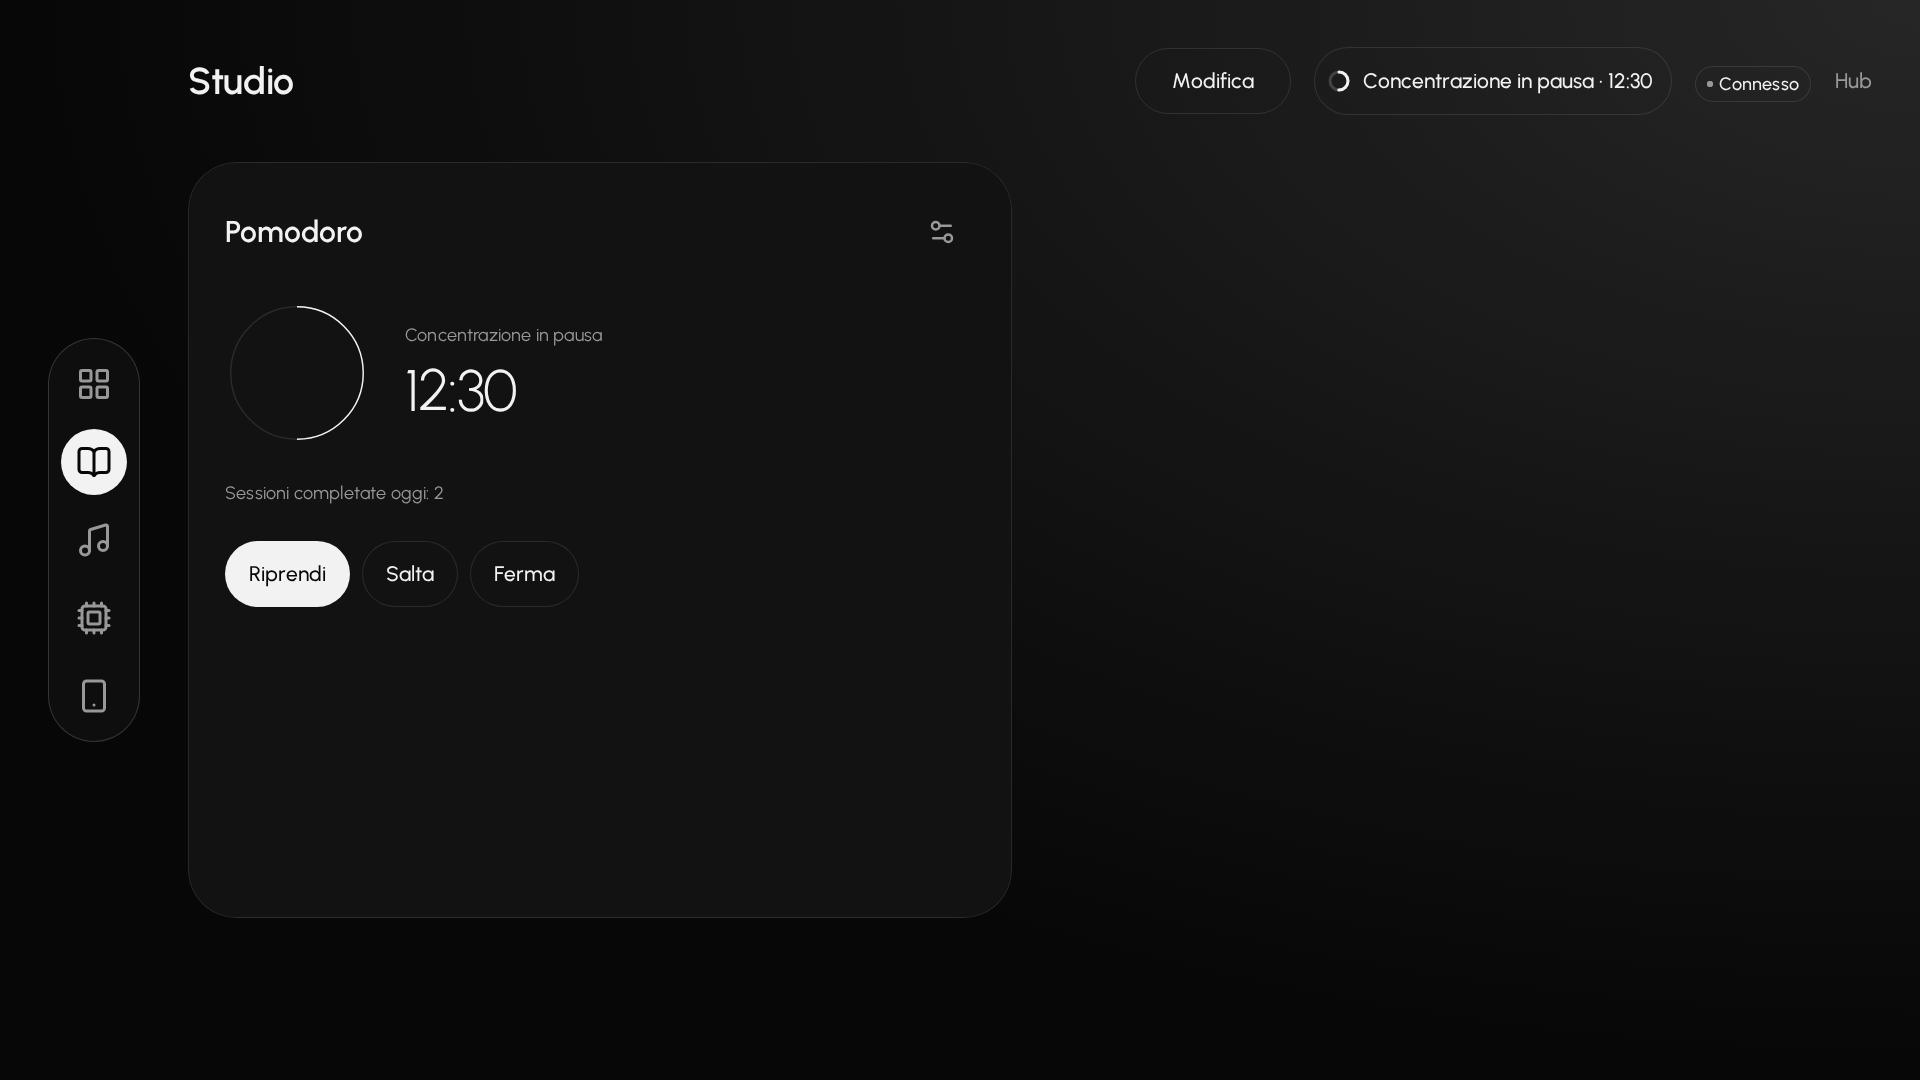 Studio
Modifica
Concentrazione in pausa · 12:30
Connesso
Hub
Pomodoro
Concentrazione in pausa
12:30
Sessioni completate oggi: 2
Riprendi
Salta
Ferma